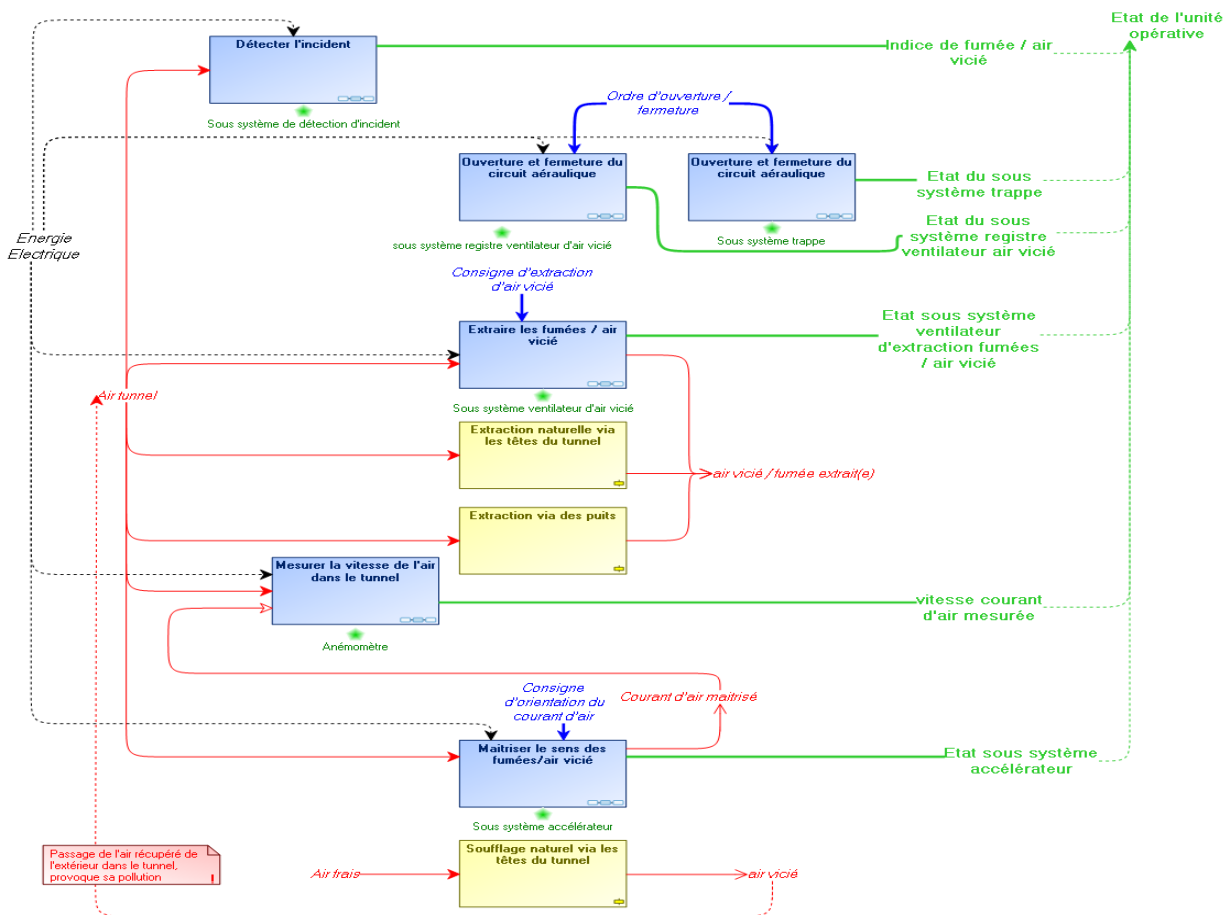 Etat de l'unité
opérative
Détecter l'incident
Indice de fumée / air
vicié
Sous système de détection d'incident
Ordre d'ouverture /
fermeture
Ouverture et fermeture du
circuit aéraulique
Ouverture et fermeture du
circuit aéraulique
Etat du sous
système trappe
sous système registre ventilateur d'air vicié
Sous système trappe
Etat du sous
système registre
ventilateur air vicié
Energie
Electrique
Consigne d'extraction
d'air vicié
Extraire les fumées / air
vicié
Etat sous système
ventilateur
d'extraction fumées
/ air vicié
Sous système ventilateur d'air vicié
Air tunnel
Extraction naturelle via
les têtes du tunnel
air vicié / fumée extrait(e)
Extraction via des puits
Mesurer la vitesse de l'air
dans le tunnel
vitesse courant
d'air mesurée
Anémomètre
Consigne
d'orientation du
courant d'air
Courant d'air maitrisé
Maitriser le sens des
fumées/air vicié
Etat sous système
accélérateur
Sous système accélérateur
Passage de l'air récupéré de
l'extérieur dans le tunnel,
provoque sa pollution
!
Soufflage naturel via les
têtes du tunnel
Air frais
air vicié